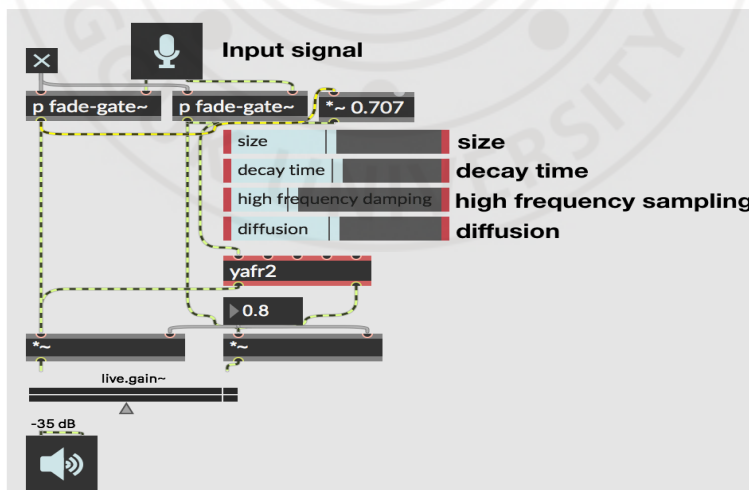 Input signal
p fade-gate~
p fade-gate~
*~ 0.707
size
size
decay time
decay time
high frequency damping
high frequency sampling
diffusion
diffusion
yafr2
0.8
*~
*~
live.gain~
-35 dB
UNIVERSITY